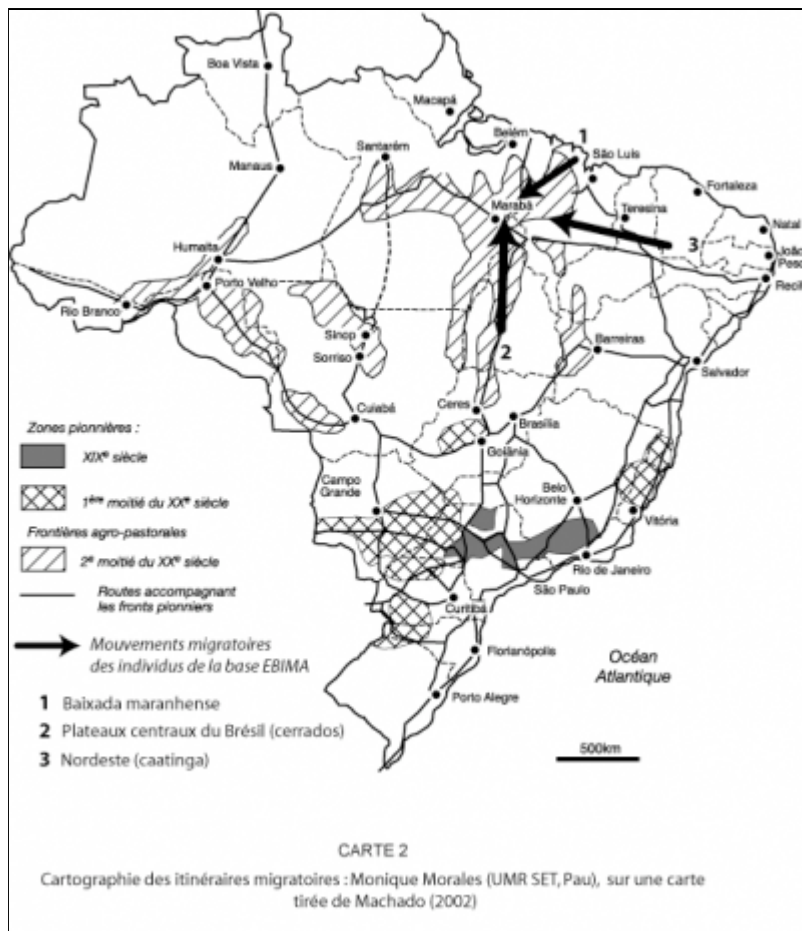 Boa Vista
Macapá
Belém
1
São Luís
Santarém
Manaus
Fortaleza
Marabá
Teresina
Natal
3
João
Peso
Humaita
Recif
Porto Velho
Rio Branco
Sinop
Barreiras
2
Sorriso
Salvador
Ceres
Cuiabá
Brasília
Zones pionnières :
Goiânia
XIXe siècle
Campo
Grande
Belo
Horizonte
1ère moitié du XXe siècle
Vitória
Frontières agro-pastorales
2e moitié du XXe siècle
Rio de Janeiro
São Paulo
Routes accompagnant
les fronts pionniers
Curitiba
Mouvements migratoires
des individus de la base EBIMA
Florianópolis
Océan
Atlantique
Porto Alegre
1 Baixada maranhense
2 Plateaux centraux du Brésil (cerrados)
3 Nordeste (caatinga)
500km
CARTE 2
Cartographie des itinéraires migratoires : Monique Morales (UMR SET, Pau), sur une carte
tirée de Machado (2002)